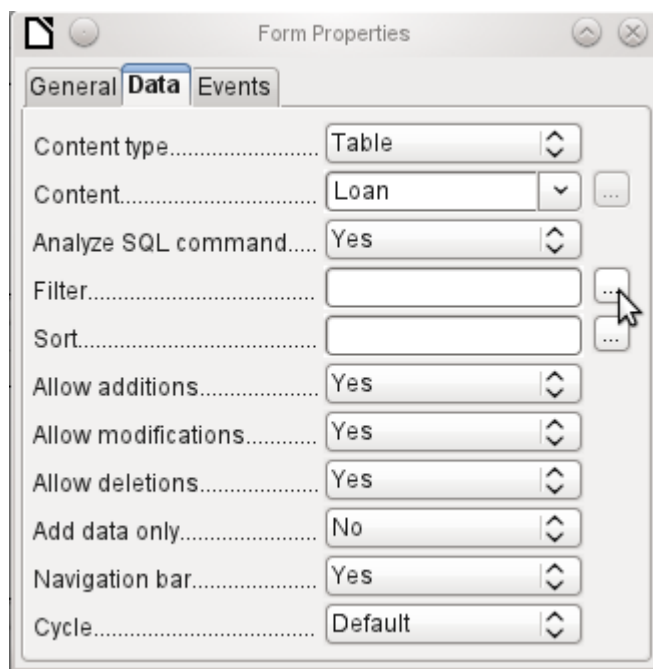 Form Properties
General Data Events
Content type........................ Table
Content................................. Loan ...
Analyze SQL command..... Yes
Filter..................................... ...
Sort....................................... ...
Allow additions................... Yes
Allow modifications............ Yes
Allow deletions................... Yes
Add data only...................... No
Navigation bar.................... Yes
Cycle.................................... Default